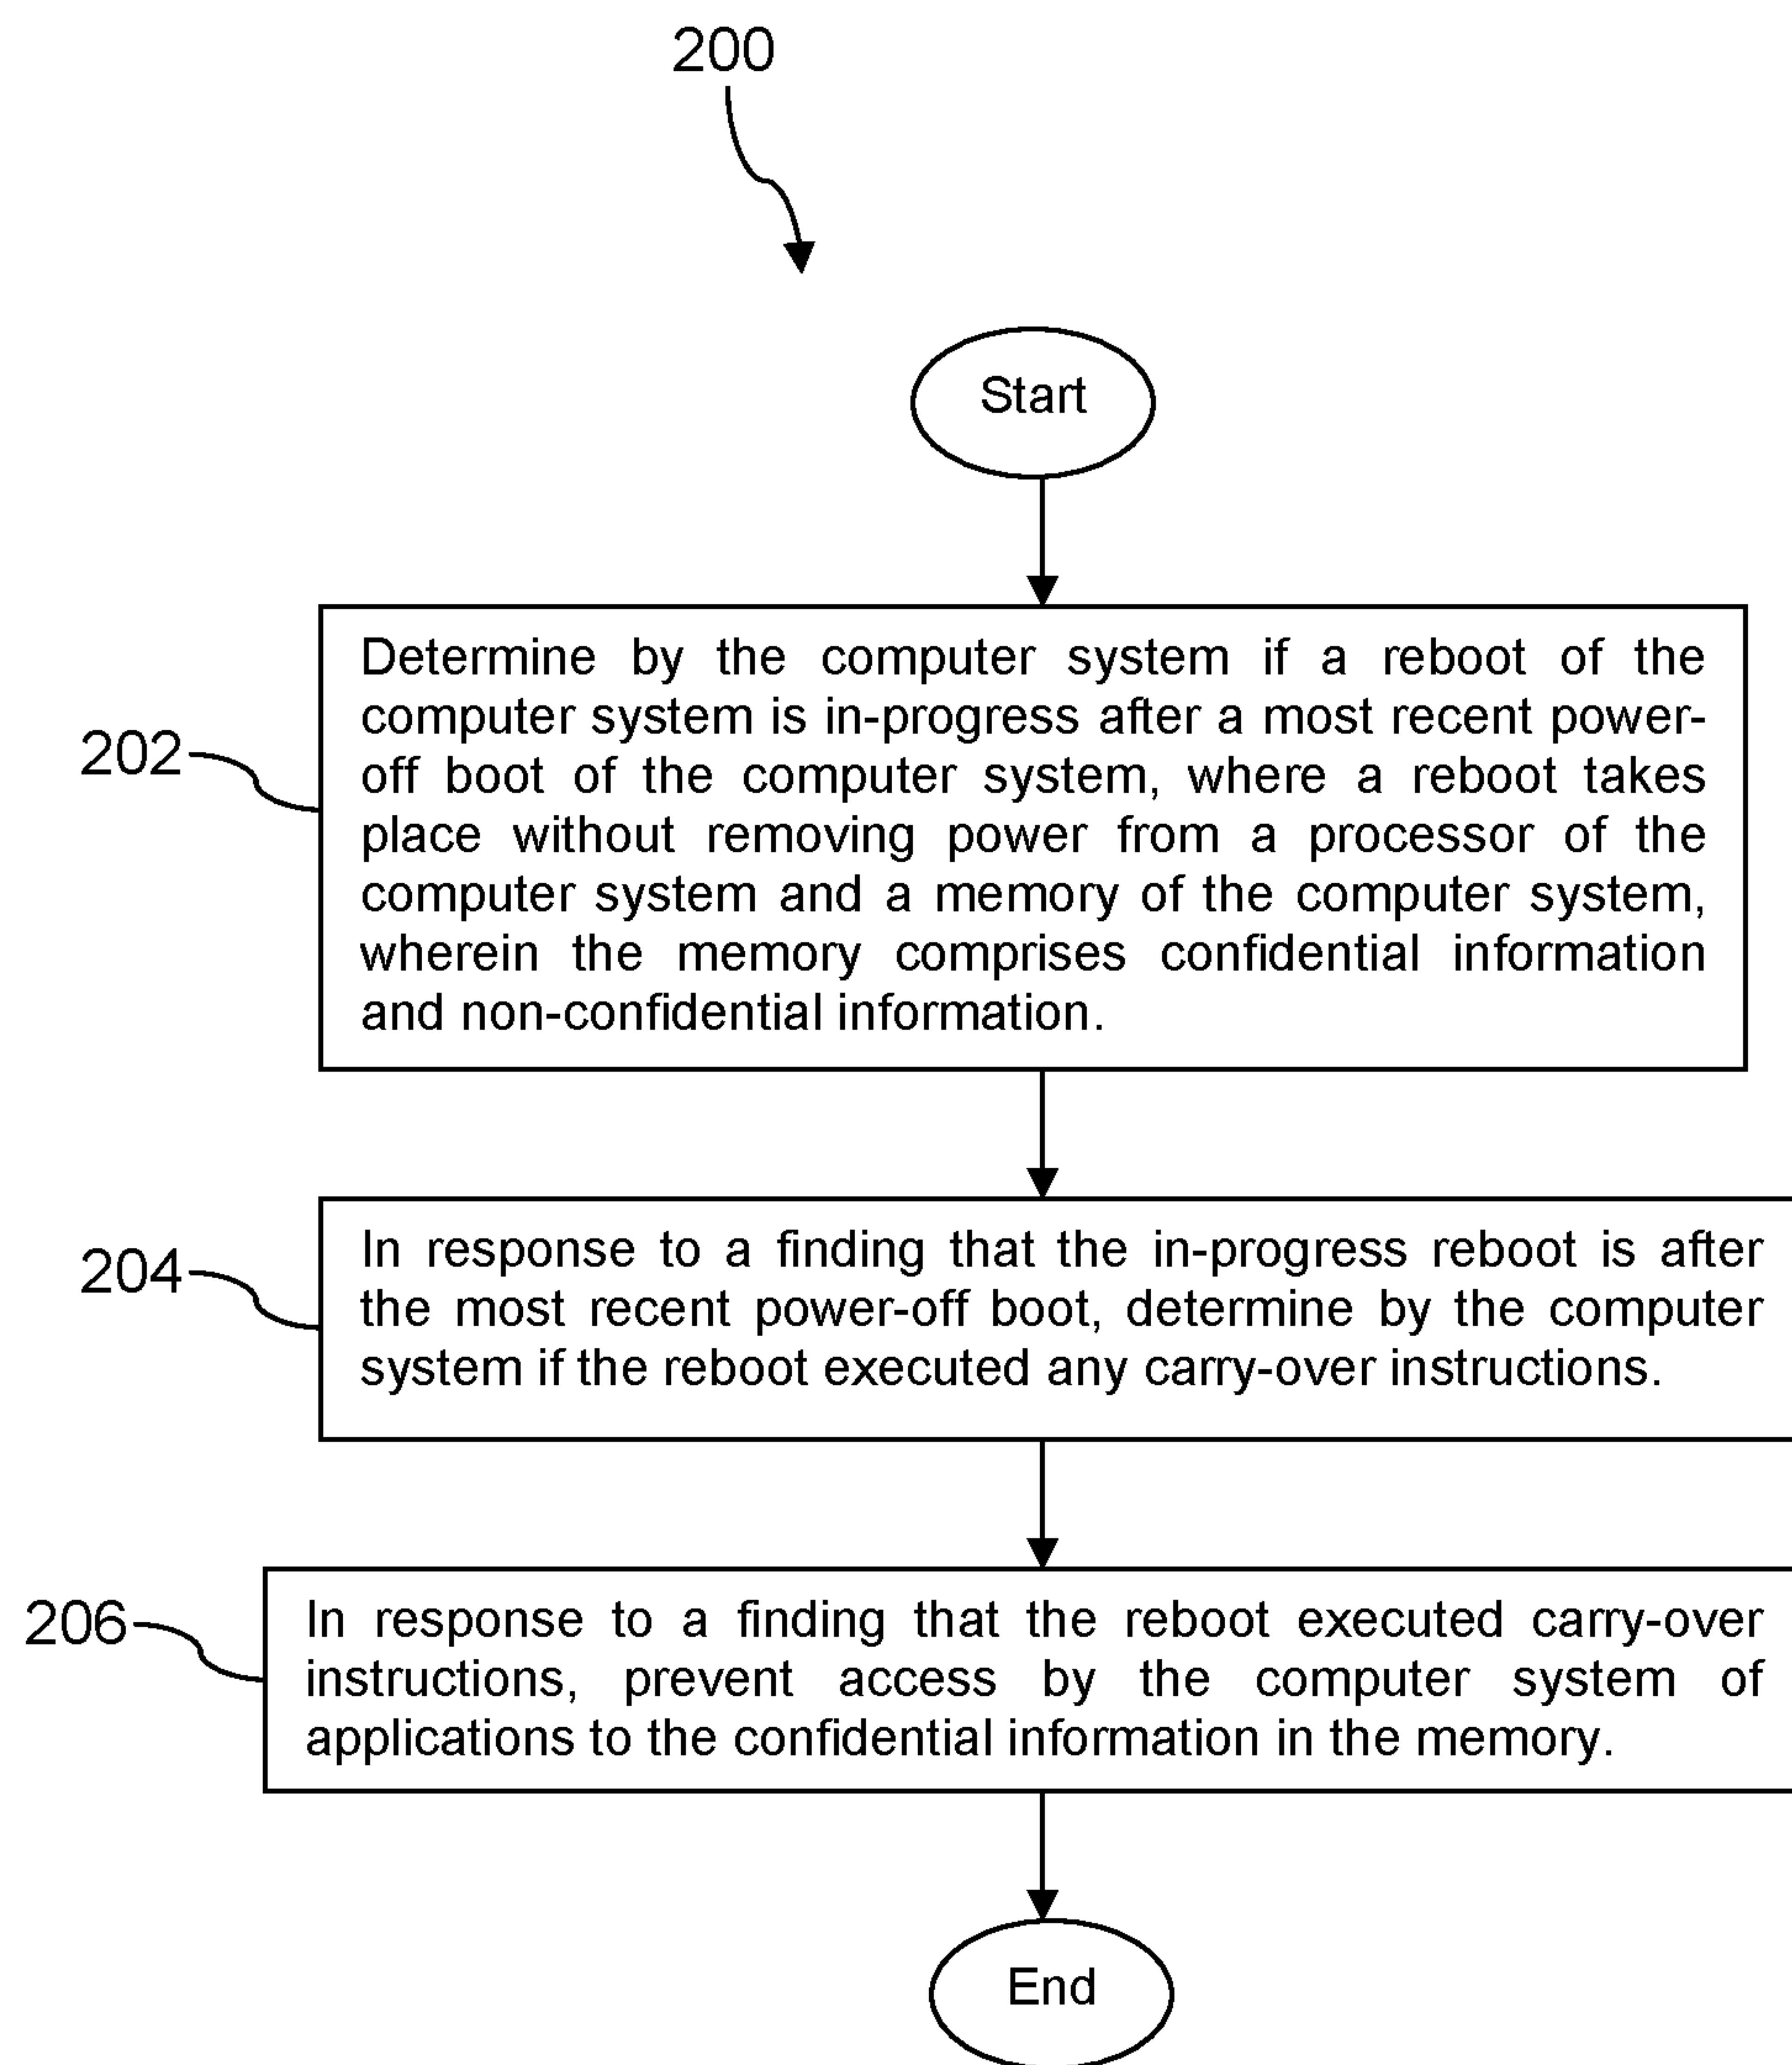 200
Start
202
Determine by the computer system if a reboot of the
computer system is in-progress after a most recent power-
off boot of the computer system, where a reboot takes
place without removing power from a processor of the
computer system and a memory of the computer system,
wherein the memory comprises confidential information
and non-confidential information.
204
In response to a finding that the in-progress reboot is after
the most recent power-off boot, determine by the computer
system if the reboot executed any carry-over instructions.
206
In response to a finding that the reboot executed carry-over
instructions, prevent access by the computer system of
applications to the confidential information in the memory.
End